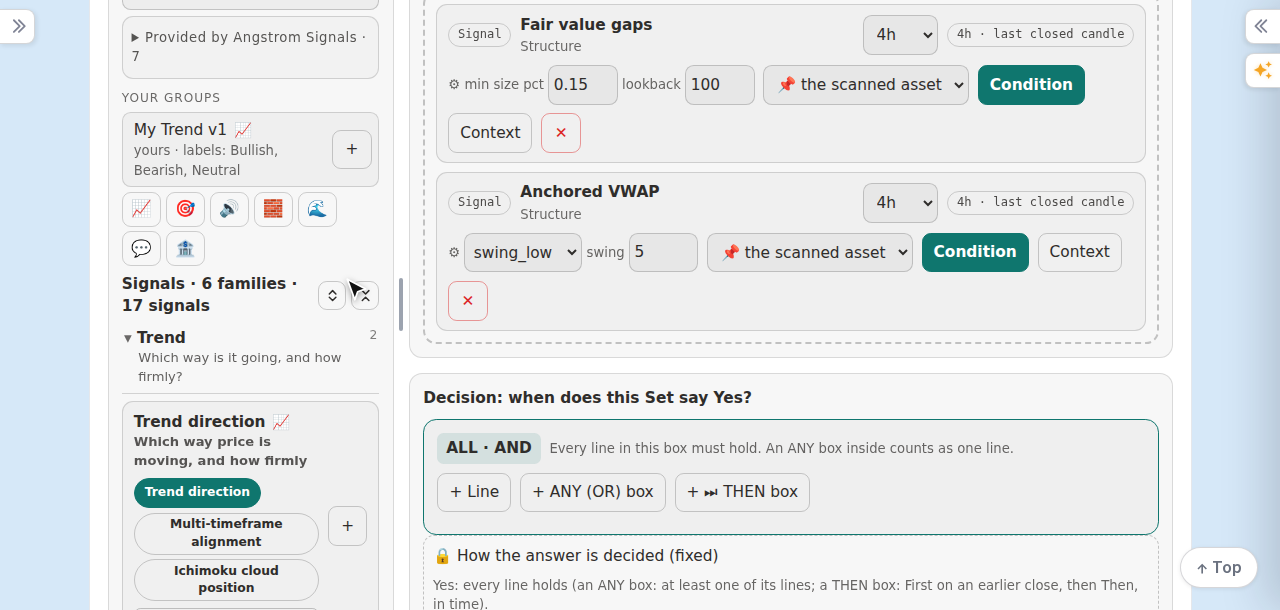 ▶ Provided by Angstrom Signals ·
7
YOUR GROUPS
My Trend v1 📈
yours · labels: Bullish,
Bearish, Neutral
+
Signals · 6 families ·
17 signals
▼ Trend 2
Which way is it going, and how
firmly?
Trend direction 📈
Which way price is
moving, and how firmly
Trend direction
Multi-timeframe
alignment
+
Ichimoku cloud
position
Signal Fair value gaps 4h 4h · last closed candle
Structure
⚙ min size pct 0.15 lookback 100 📌 the scanned asset Condition
Context ✕
Signal Anchored VWAP 4h 4h · last closed candle
Structure
⚙ swing_low swing 5 📌 the scanned asset Condition Context
✕
Decision: when does this Set say Yes?
ALL · AND Every line in this box must hold. An ANY box inside counts as one line.
+ Line + ANY (OR) box + ⏭ THEN box
🔒 How the answer is decided (fixed)
Yes: every line holds (an ANY box: at least one of its lines; a THEN box: First on an earlier close, then Then,
in time).
↑ Top